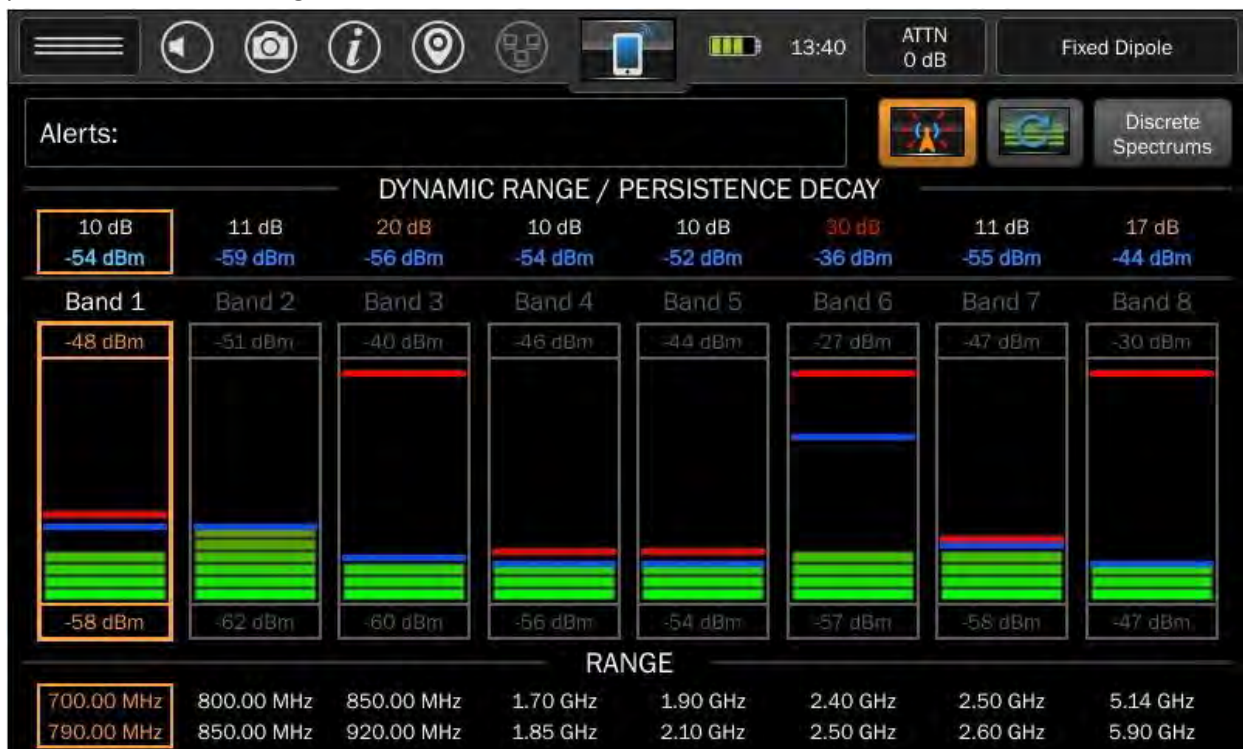 13:40
ATTN
0 dB
Fixed Dipole
Alerts:
Discrete
Spectrums
DYNAMIC RANGE / PERSISTENCE DECAY
10 dB 11 dB 20 dB 10 dB 10 dB 30 dB 11 dB 17 dB
-54 dBm -59 dBm -56 dBm -54 dBm -52 dBm -36 dBm -55 dBm -44 dBm
Band 1 Band 2 Band 3 Band 4 Band 5 Band 6 Band 7 Band 8
-48 dBm -51 dBm -40 dBm -46 dBm -44 dBm -27 dBm -47 dBm -30 dBm
-58 dBm -62 dBm -60 dBm -56 dBm -54 dBm -57 dBm -58 dBm -47 dBm
RANGE
700.00 MHz 800.00 MHz 850.00 MHz 1.70 GHz 1.90 GHz 2.40 GHz 2.50 GHz 5.14 GHz
790.00 MHz 850.00 MHz 920.00 MHz 1.85 GHz 2.10 GHz 2.50 GHz 2.60 GHz 5.90 GHz